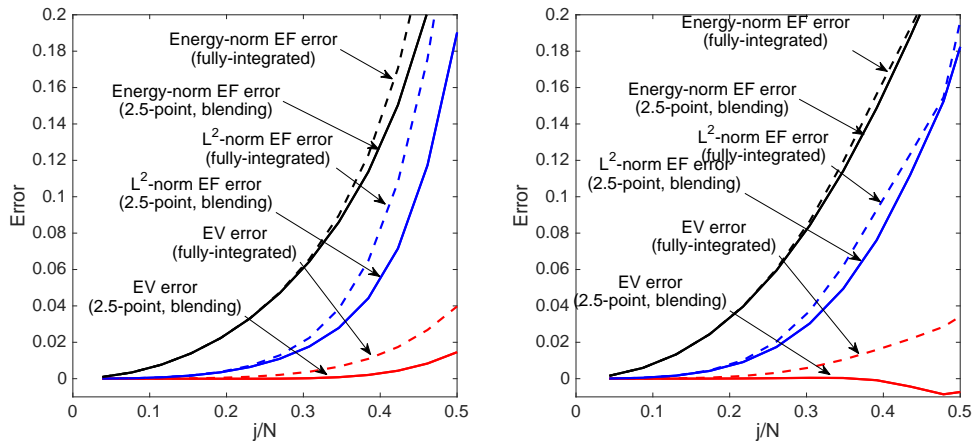 0.2
0.18
0.16
0.14
0.12
0.1
0.08
0.06
0.04
0.02
0
Error
0
0.1
0.2
0.3
0.4
0.5
j/N
Energy-norm EF error
(fully-integrated)
Energy-norm EF error
(2.5-point, blending)
L²-norm EF error
(fully-integrated)
L²-norm EF error
(2.5-point, blending)
EV error
(fully-integrated)
EV error
(2.5-point, blending)
0.2
0.18
0.16
0.14
0.12
0.1
0.08
0.06
0.04
0.02
0
Error
0
0.1
0.2
0.3
0.4
0.5
j/N
Energy-norm EF error
(fully-integrated)
Energy-norm EF error
(2.5-point, blending)
L²-norm EF error
(fully-integrated)
L²-norm EF error
(2.5-point, blending)
EV error
(fully-integrated)
EV error
(2.5-point, blending)